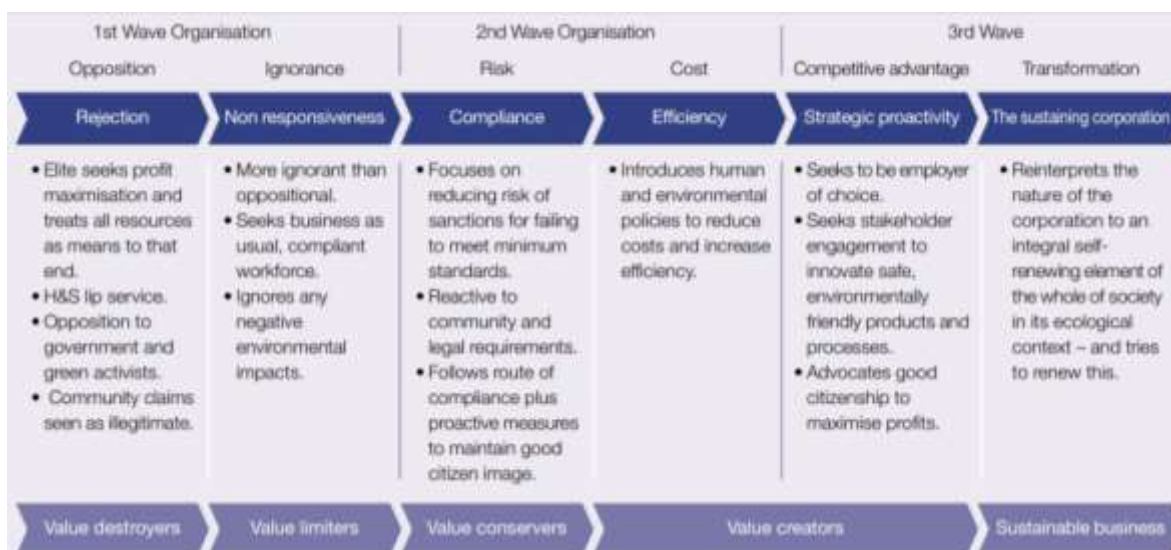 1st Wave Organisation
2nd Wave Organisation
3rd Wave
Opposition
Ignorance
Risk
Cost
Competitive advantage
Transformation
Rejection
Non responsiveness
Compliance
Efficiency
Strategic proactivity
The sustaining corporation
• Elite seeks profit
maximisation and
treats all resources
as means to that
end.
• H&S lip service.
• Opposition to
government and
green activists.
• Community claims
seen as illegitimate.
• More ignorant than
oppositional.
• Seeks business as
usual, compliant
workforce.
• Ignores any
negative
environmental
impacts.
• Focuses on
reducing risk of
sanctions for failing
to meet minimum
standards.
• Reactive to
community and
legal requirements.
• Follows route of
compliance plus
proactive measures
to maintain good
citizen image.
• Introduces human
and environmental
policies to reduce
costs and increase
efficiency.
• Seeks to be employer
of choice.
• Seeks stakeholder
engagement to
innovate safe,
environmentally
friendly products and
processes.
• Advocates good
citizenship to
maximise profits.
• Reinterprets the
nature of the
corporation to an
integral self-
renewing element of
the whole of society
in its ecological
context – and tries
to renew this.
Value destroyers
Value limiters
Value conservers
Value creators
Sustainable business